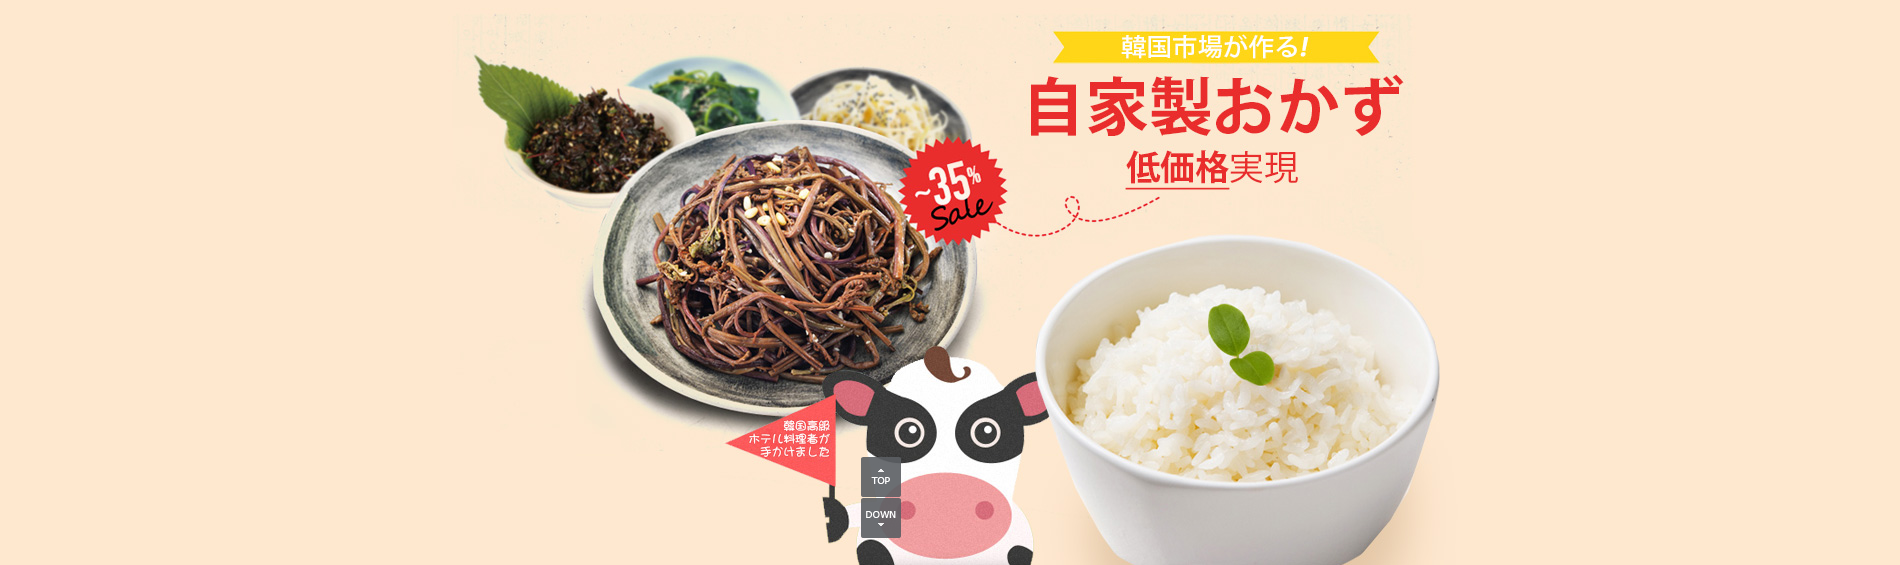 韓国市場が作る!
自家製おかず
低価格実現
~35%
Sale
韓国高級
ホテル料理者が
手がけました
TOP
DOWN